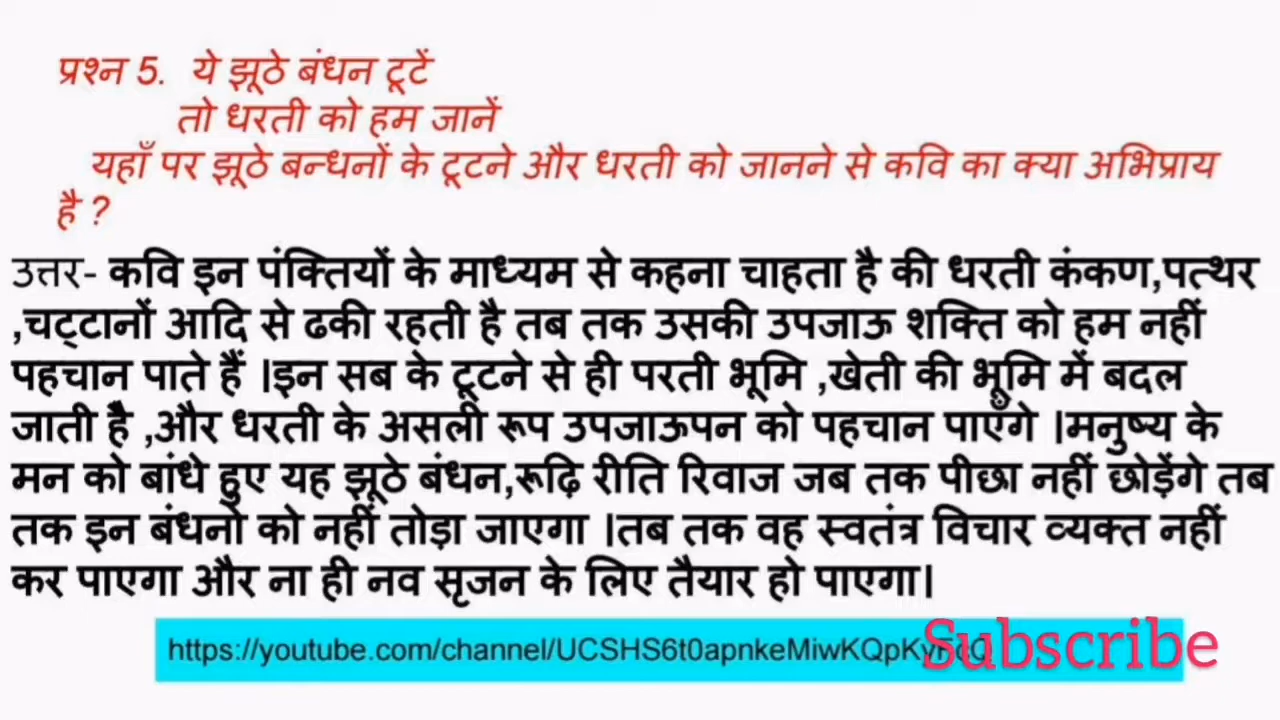 प्रश्न 5. ये झूठे बंधन टूटें
तो धरती को हम जानें
यहाँ पर झूठे बन्धनों के टूटने और धरती को जानने से कवि का क्या अभिप्राय
है ?
उत्तर- कवि इन पंक्तियों के माध्यम से कहना चाहता है की धरती कंकण,पत्थर
,चट्टानों आदि से ढकी रहती है तब तक उसकी उपजाऊ शक्ति को हम नहीं
पहचान पाते हैं ।इन सब के टूटने से ही परती भूमि ,खेती की भूमि में बदल
जाती है ,और धरती के असली रूप उपजाऊपन को पहचान पाएँगे ।मनुष्य के
मन को बांधे हुए यह झूठे बंधन,रूढ़ि रीति रिवाज जब तक पीछा नहीं छोड़ेंगे तब
तक इन बंधनो को नहीं तोड़ा जाएगा ।तब तक वह स्वतंत्र विचार व्यक्त नहीं
कर पाएगा और ना ही नव सृजन के लिए तैयार हो पाएगा।
Subscribe